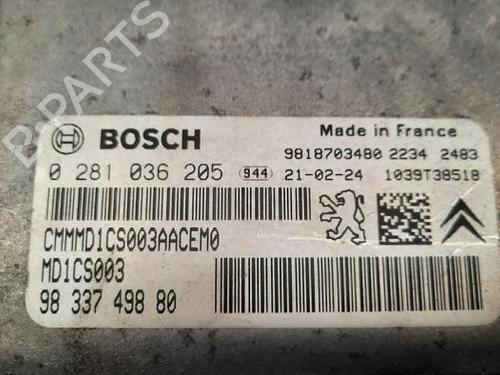 B-PARTS
BOSCH
Made in France
9818703480 2234 2483
0 281 036 205 944 21-02-24 1039T38518
CMMMD1CS003AACEM0
MD1CS003
98 337 498 80